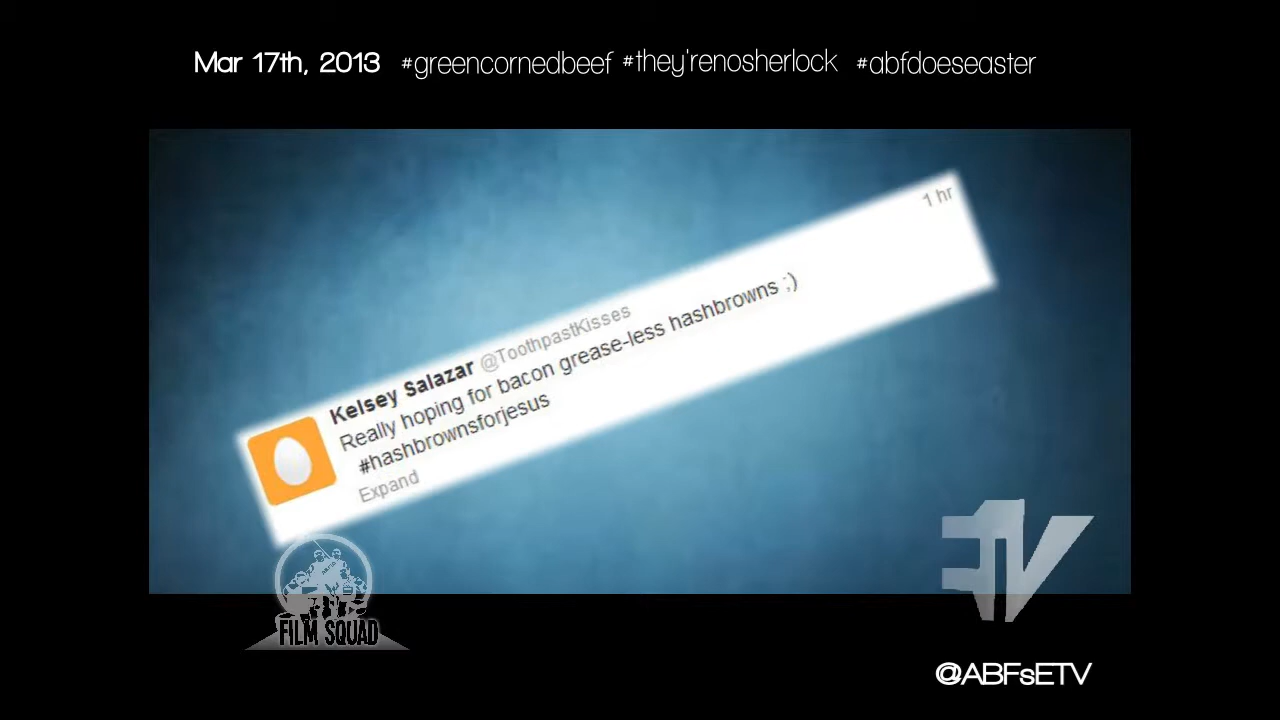 Mar 17th, 2013 #greencornedbeef #they'renosherlock #abfdoeseaster
1 hr
Kelsey Salazar @ToothpastKisses
Really hoping for bacon grease-less hashbrowns ;)
#hashbrownsforjesus
Expand
ETV
FILM SQUAD
@ABFsETV